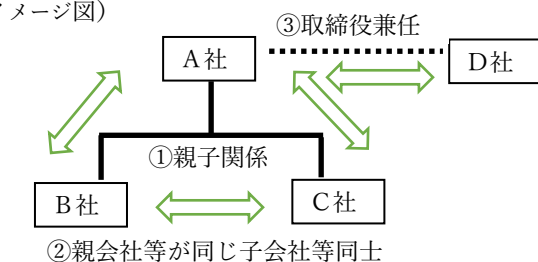 イメージ図）
③取締役兼任
A社
D社
①親子関係
B社
C社
②親会社等が同じ子会社等同士